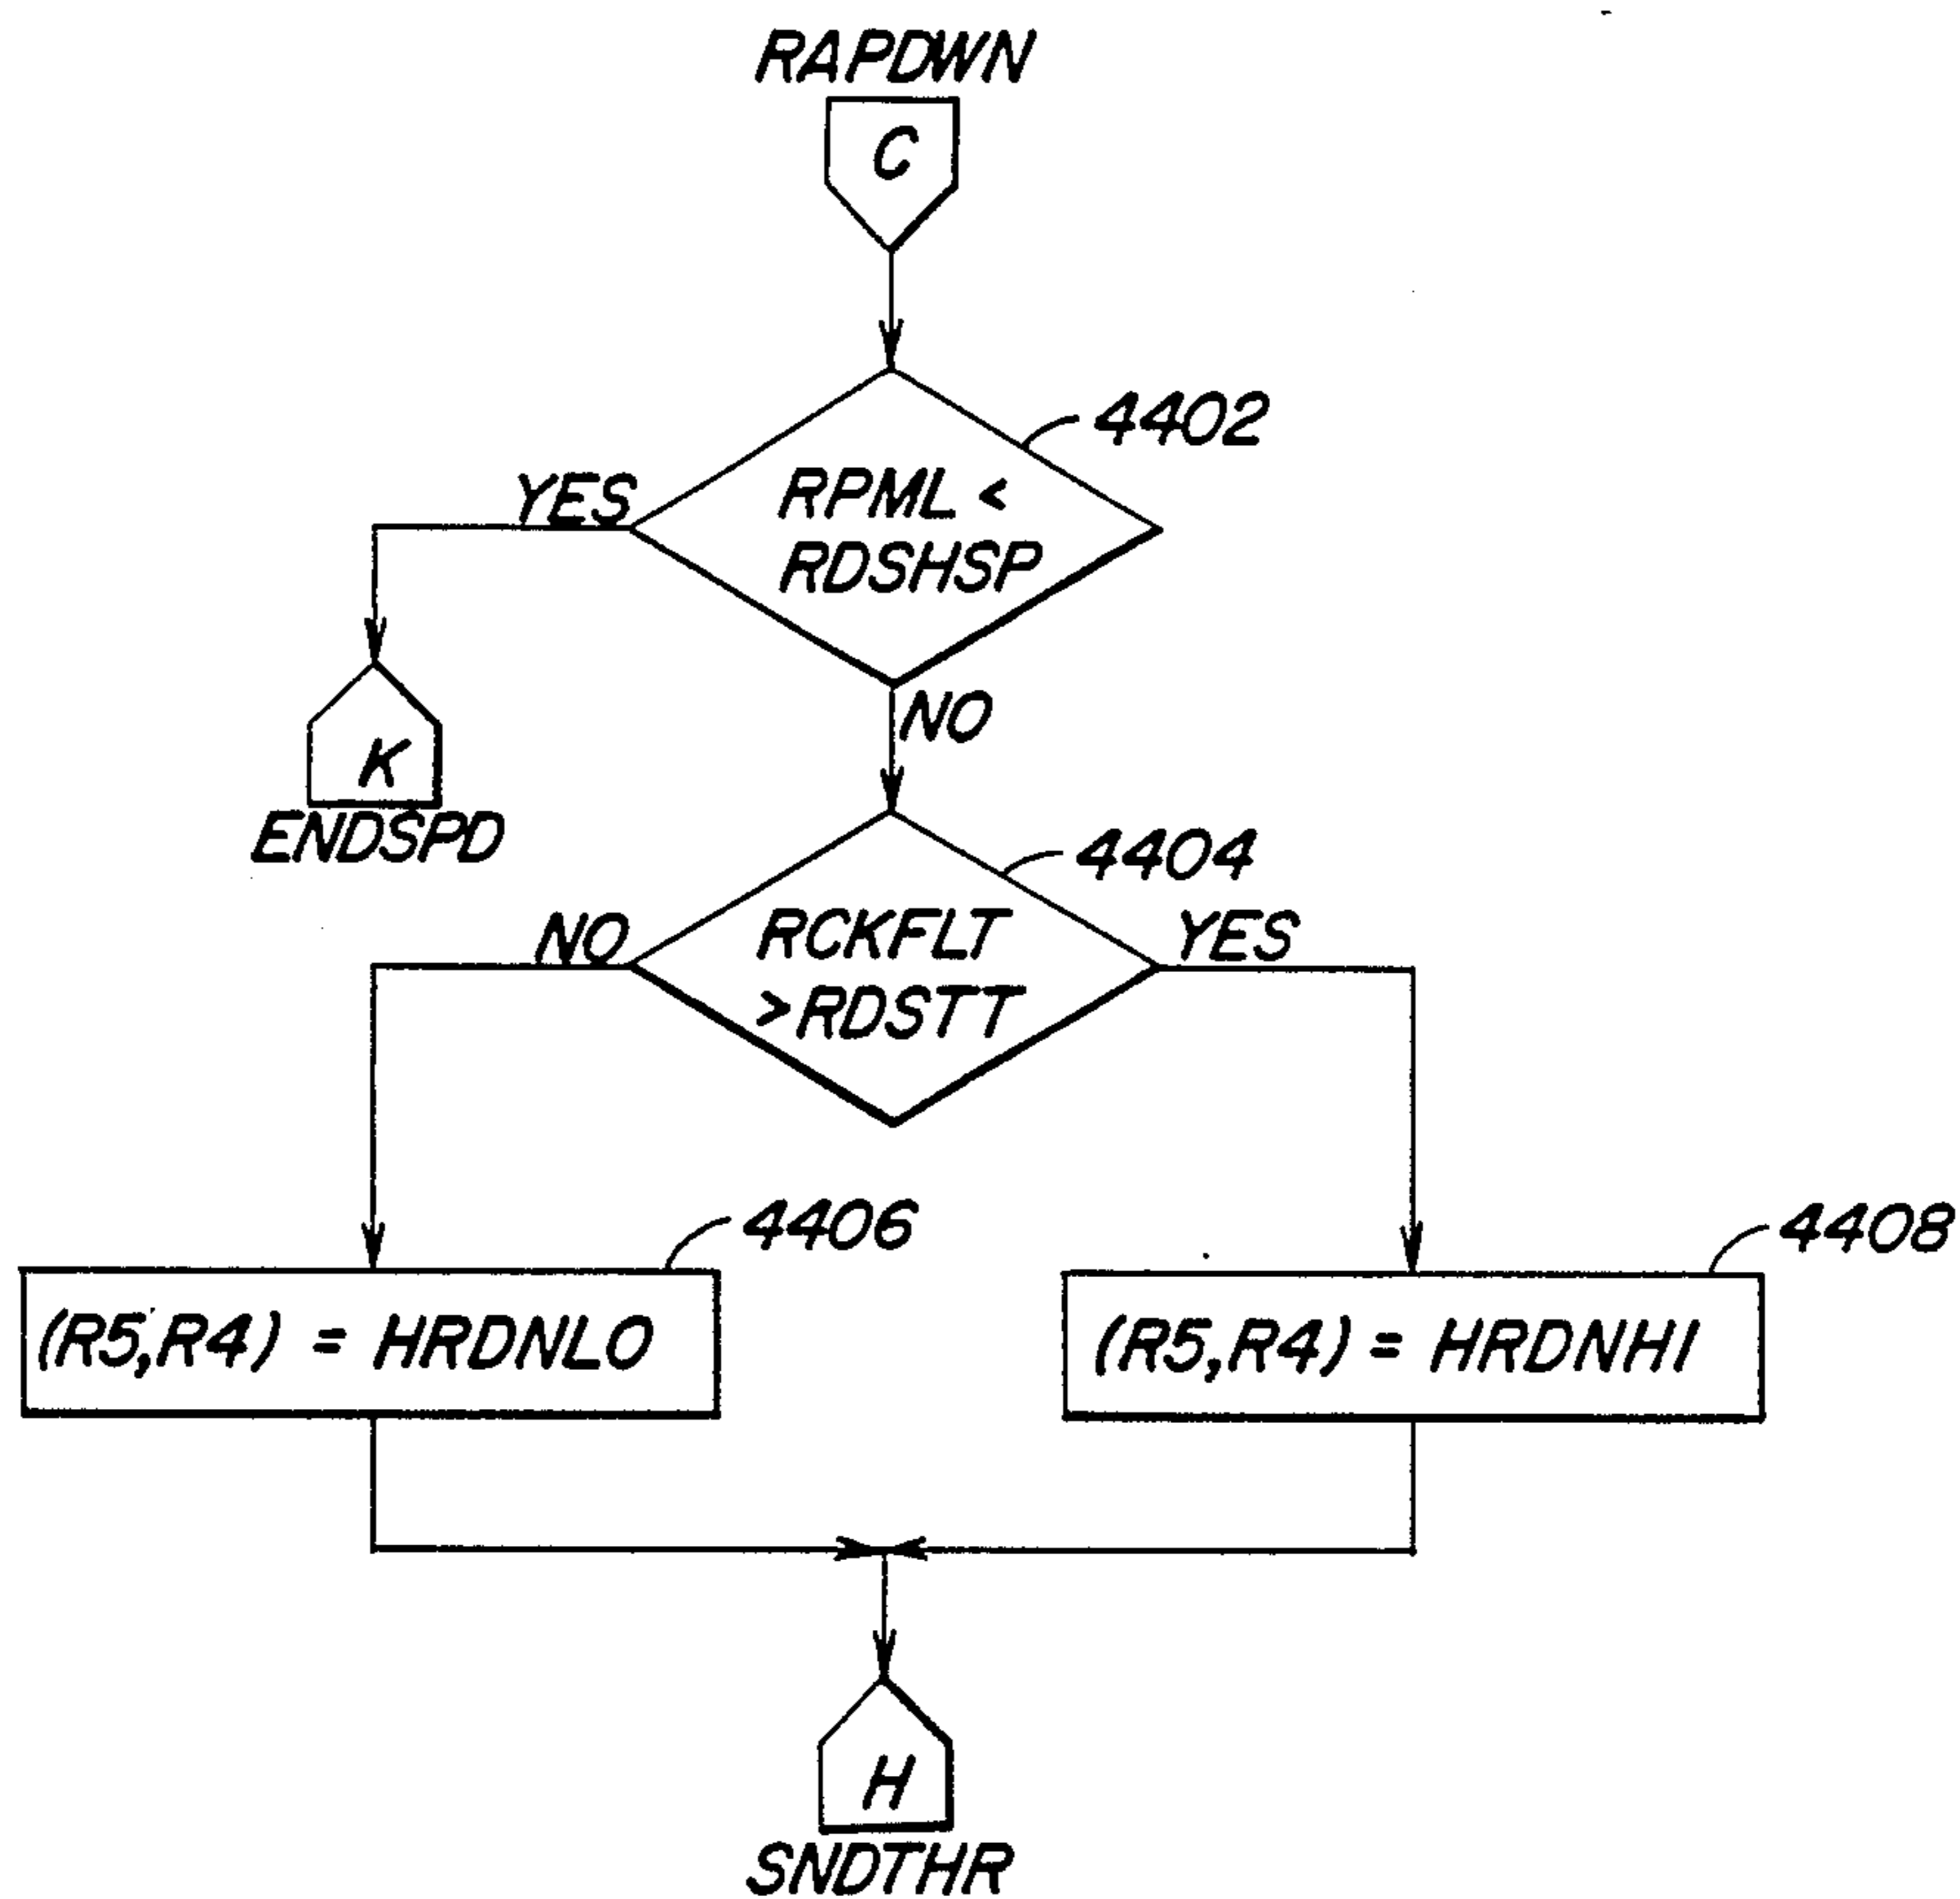 RAPDWN
C
4402
YES
RPML <
RDSHSP
NO
K
ENDSPD
4404
NO
RCKFLT
YES
>RDSTT
4406
4408
(R5,R4) = HRDNLO
(R5,R4) = HRDNHI
H
SNDTHR